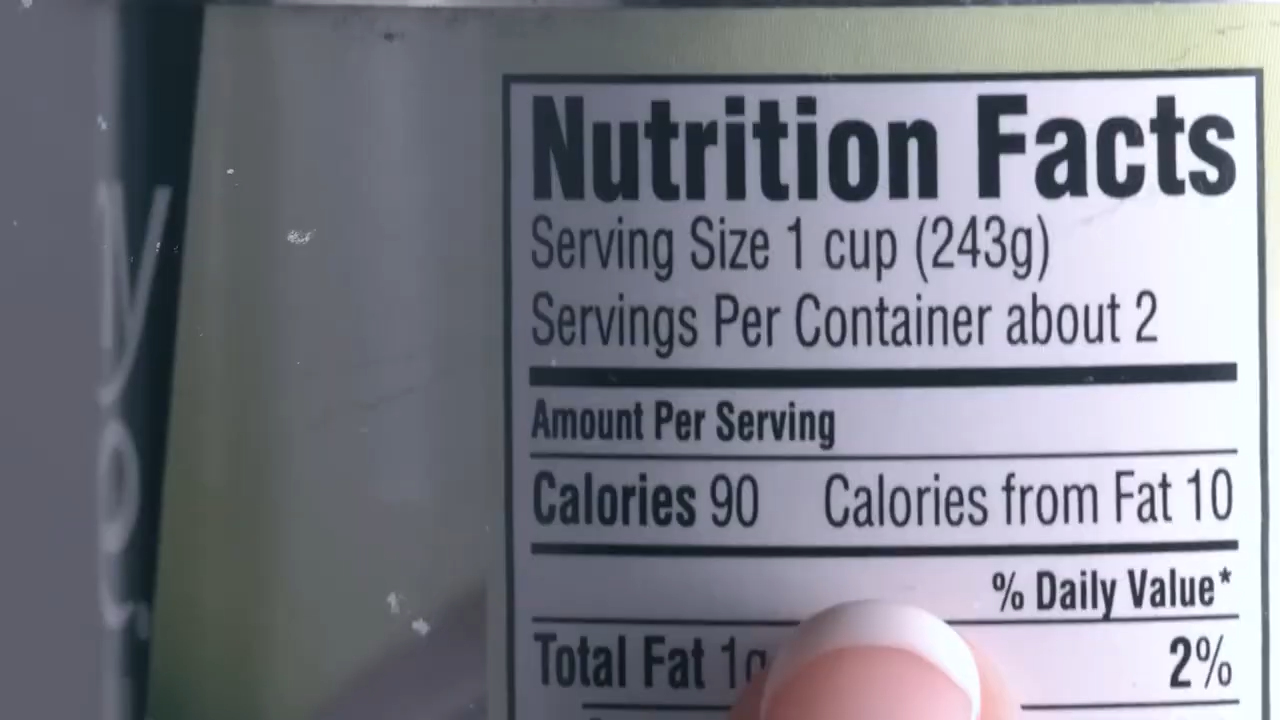 Nutrition Facts
Serving Size 1 cup (243g)
Servings Per Container about 2
Amount Per Serving
Calories 90 Calories from Fat 10
% Daily Value*
Total Fat 1g 2%